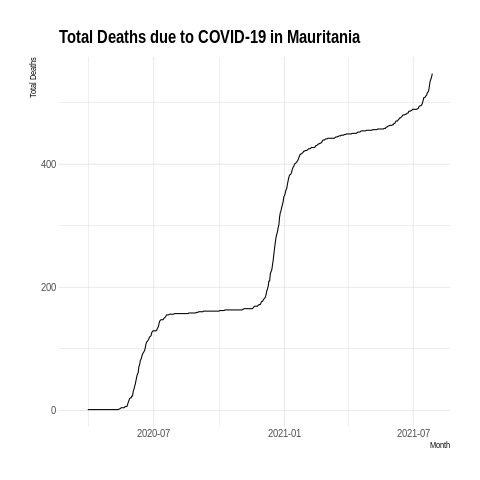 Total Deaths due to COVID-19 in Mauritania
Total Deaths
400
200
0
2020-07 2021-01 2021-07
Month